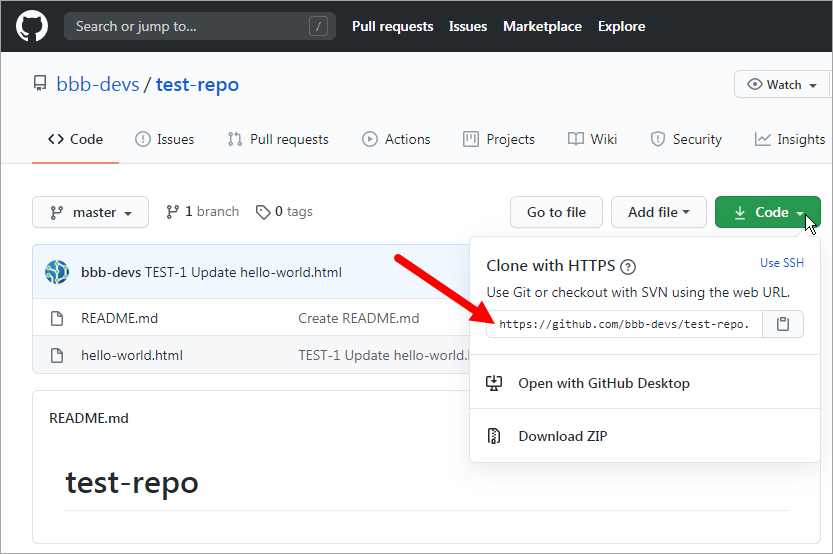 Search or jump to... / Pull requests Issues Marketplace Explore
bbb-devs / test-repo Watch
Code Issues Pull requests Actions Projects Wiki Security Insights
master 1 branch 0 tags Go to file Add file Code
Clone with HTTPS ? Use SSH
Use Git or checkout with SVN using the web URL.
https://github.com/bbb-devs/test-repo.
Open with GitHub Desktop
Download ZIP
bbb-devs TEST-1 Update hello-world.html
README.md Create README.md
hello-world.html TEST-1 Update hello-world.
README.md
test-repo